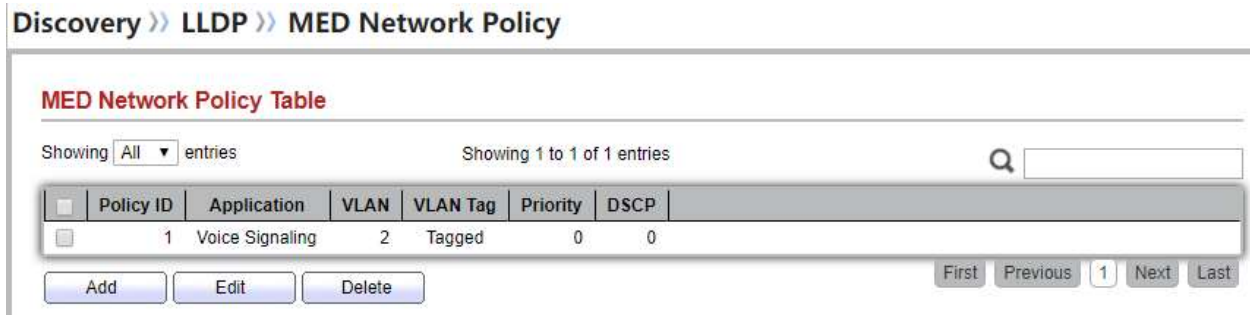 Discovery » LLDP » MED Network Policy
MED Network Policy Table
Showing All ▼ entries Showing 1 to 1 of 1 entries
Policy ID Application VLAN VLAN Tag Priority DSCP
1 Voice Signaling 2 Tagged 0 0
Add Edit Delete First Previous 1 Next Last